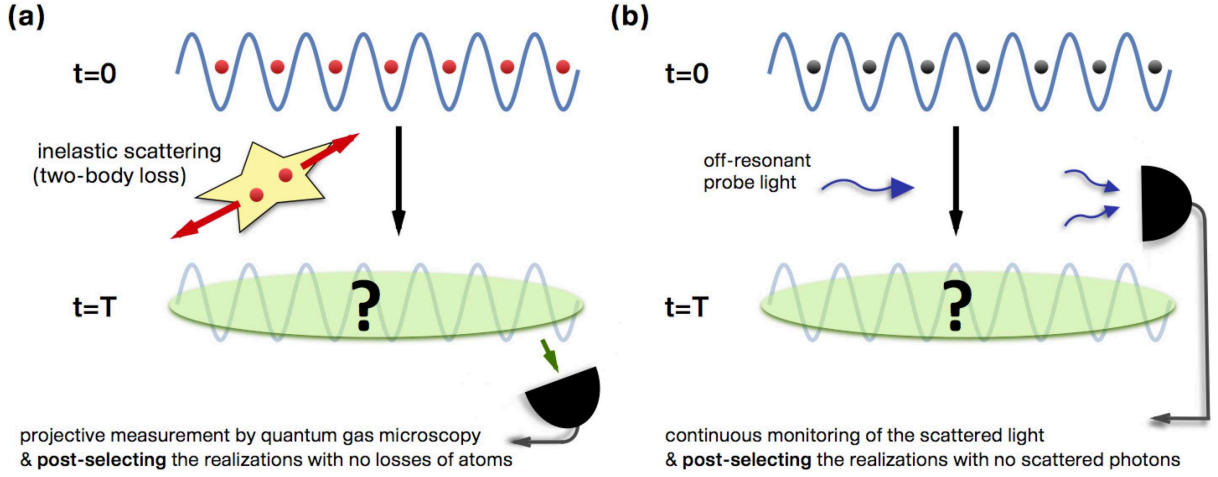 (a)
t=0
inelastic scattering
(two-body loss)
t=T
?
projective measurement by quantum gas microscopy
& post-selecting the realizations with no losses of atoms
(b)
t=0
off-resonant
probe light
t=T
?
continuous monitoring of the scattered light
& post-selecting the realizations with no scattered photons